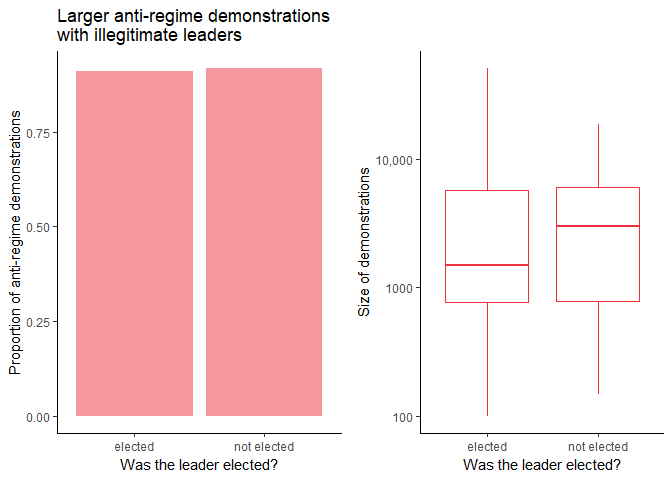 Larger anti-regime demonstrations
with illegitimate leaders
Proportion of anti-regime demonstrations
0.75
0.50
0.25
0.00
elected
not elected
Was the leader elected?
Size of demonstrations
10,000
1000
100
elected
not elected
Was the leader elected?